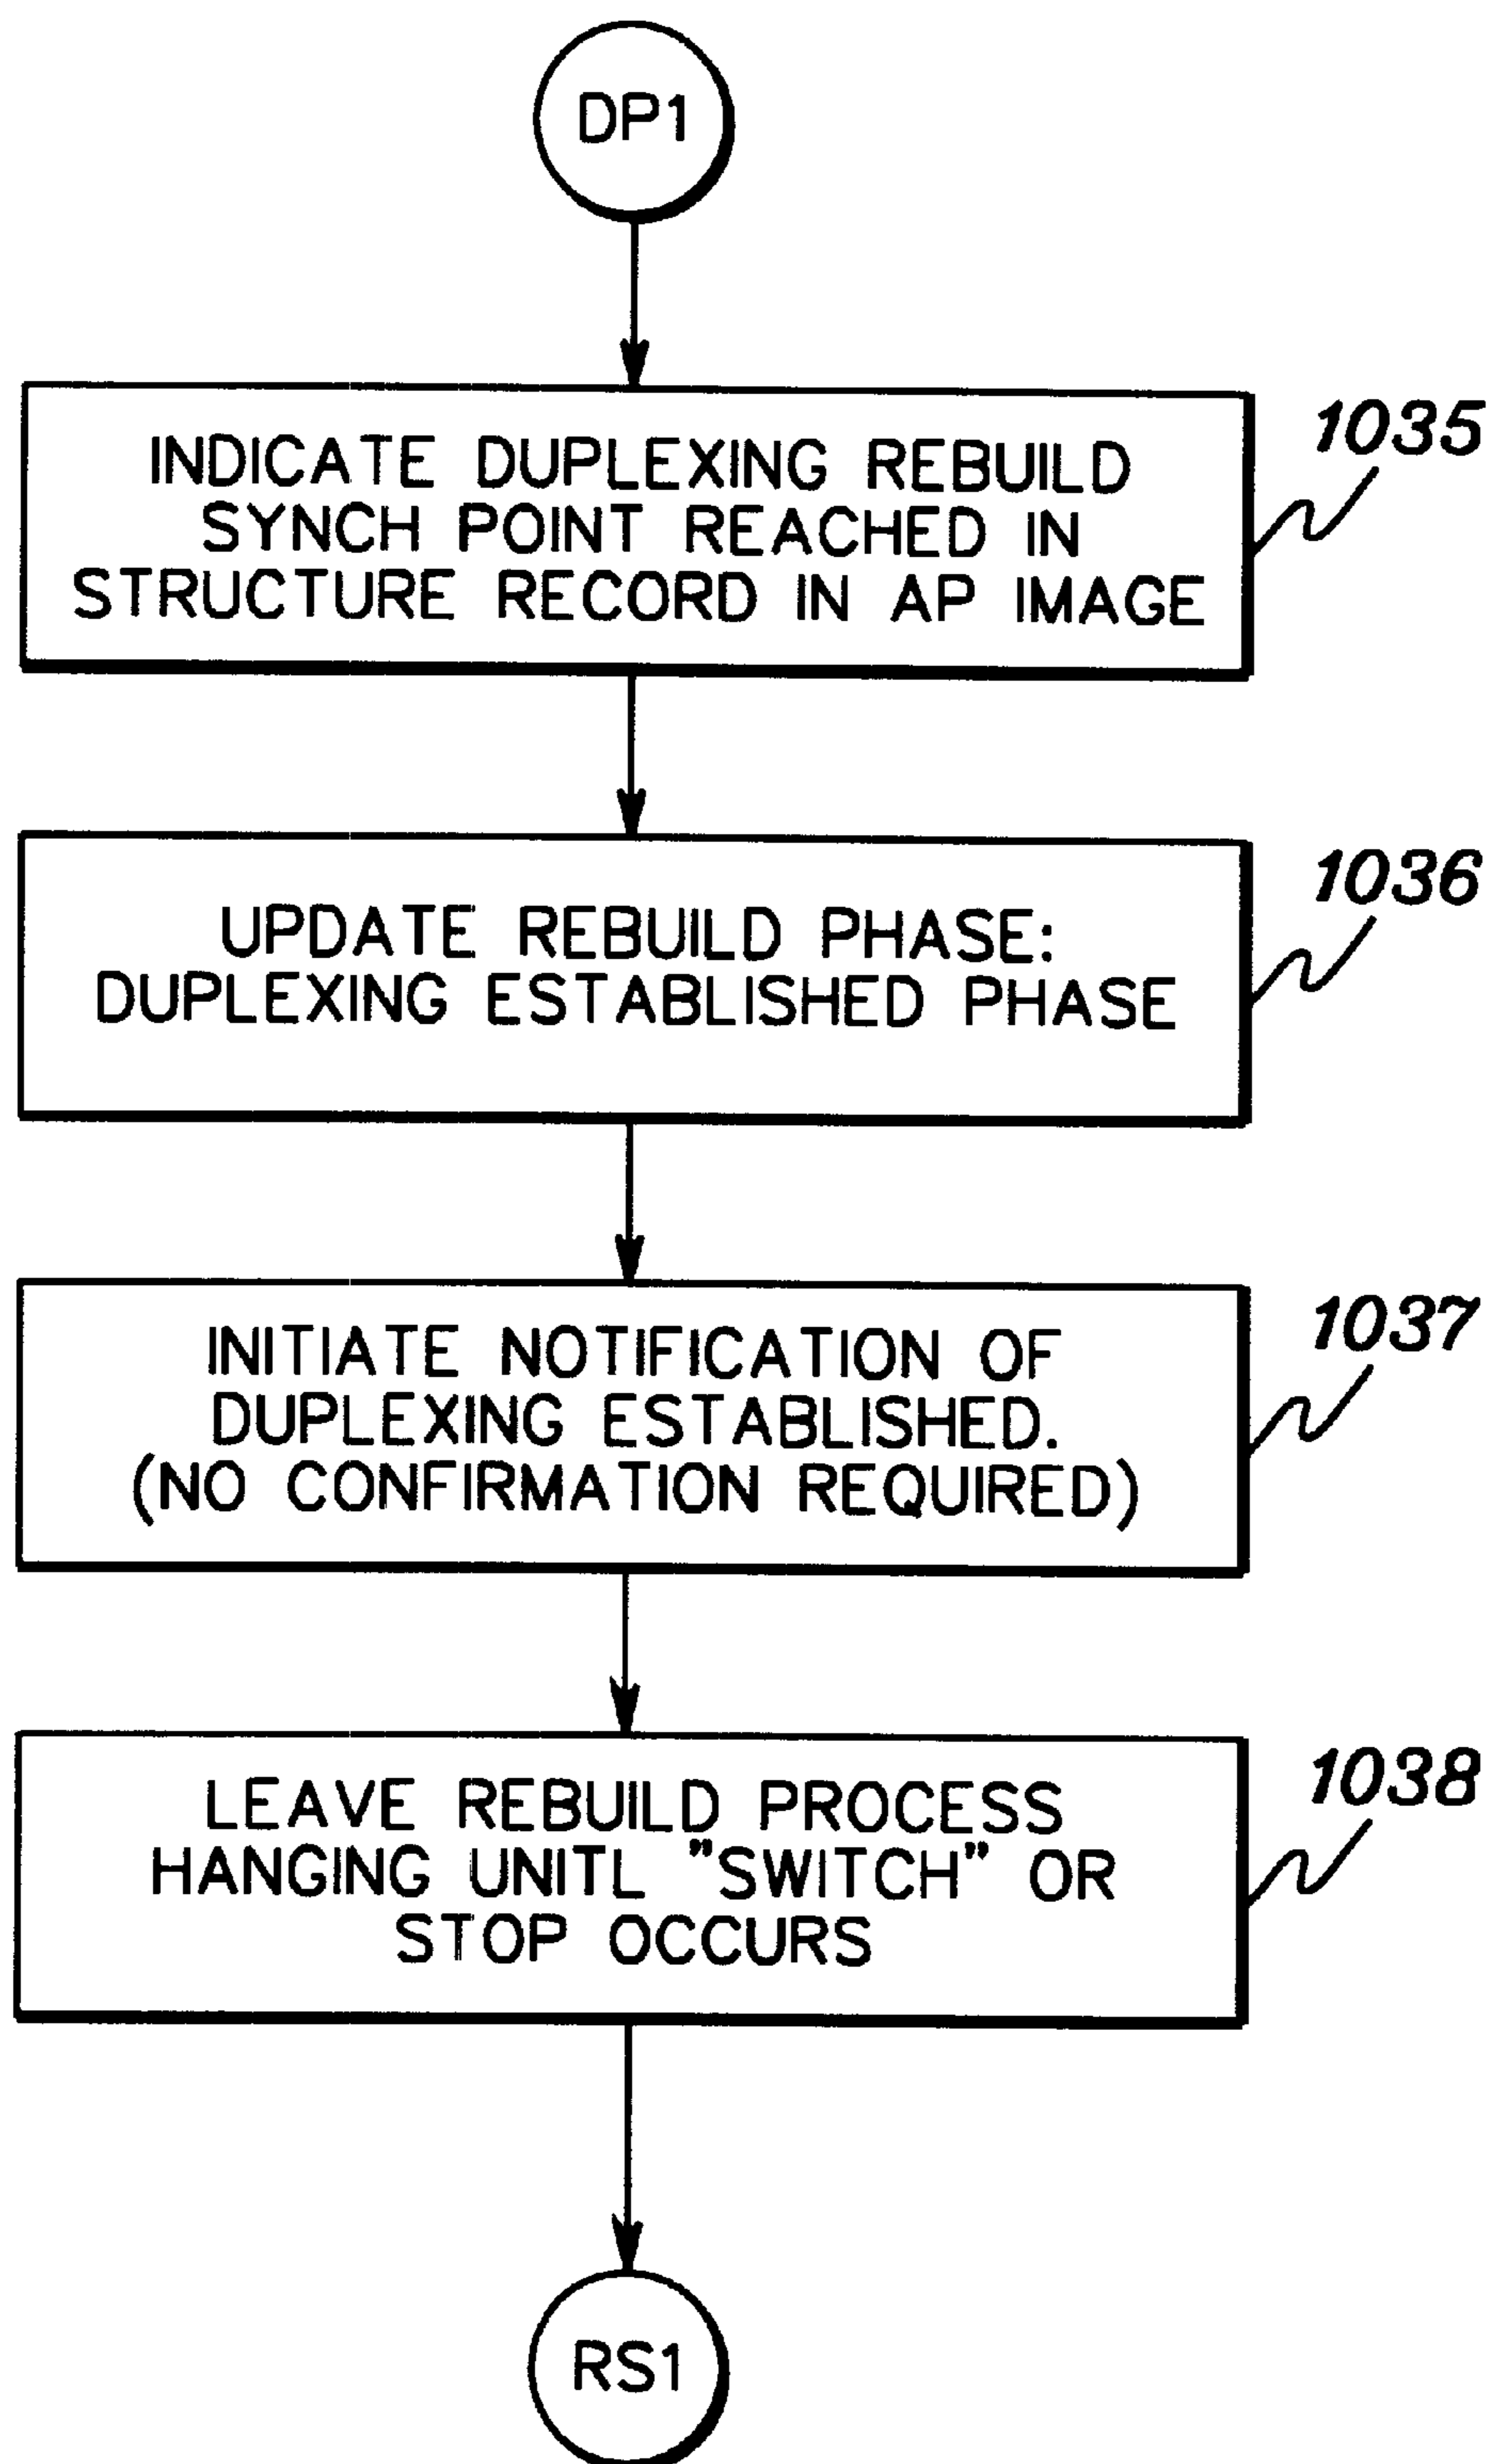 DP1
INDICATE DUPLEXING REBUILD
SYNCH POINT REACHED IN
STRUCTURE RECORD IN AP IMAGE
1035
UPDATE REBUILD PHASE:
DUPLEXING ESTABLISHED PHASE
1036
INITIATE NOTIFICATION OF
DUPLEXING ESTABLISHED.
(NO CONFIRMATION REQUIRED)
1037
LEAVE REBUILD PROCESS
HANGING UNITL "SWITCH" OR
STOP OCCURS
1038
RS1